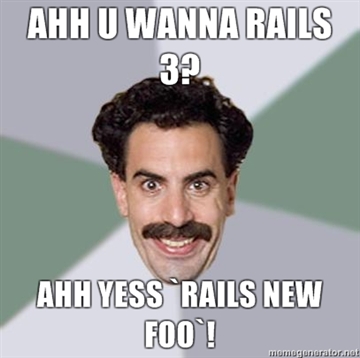 AHH U WANNA RAILS
3?
AHH YESS `RAILS NEW
FOO`!
memegenerator.net